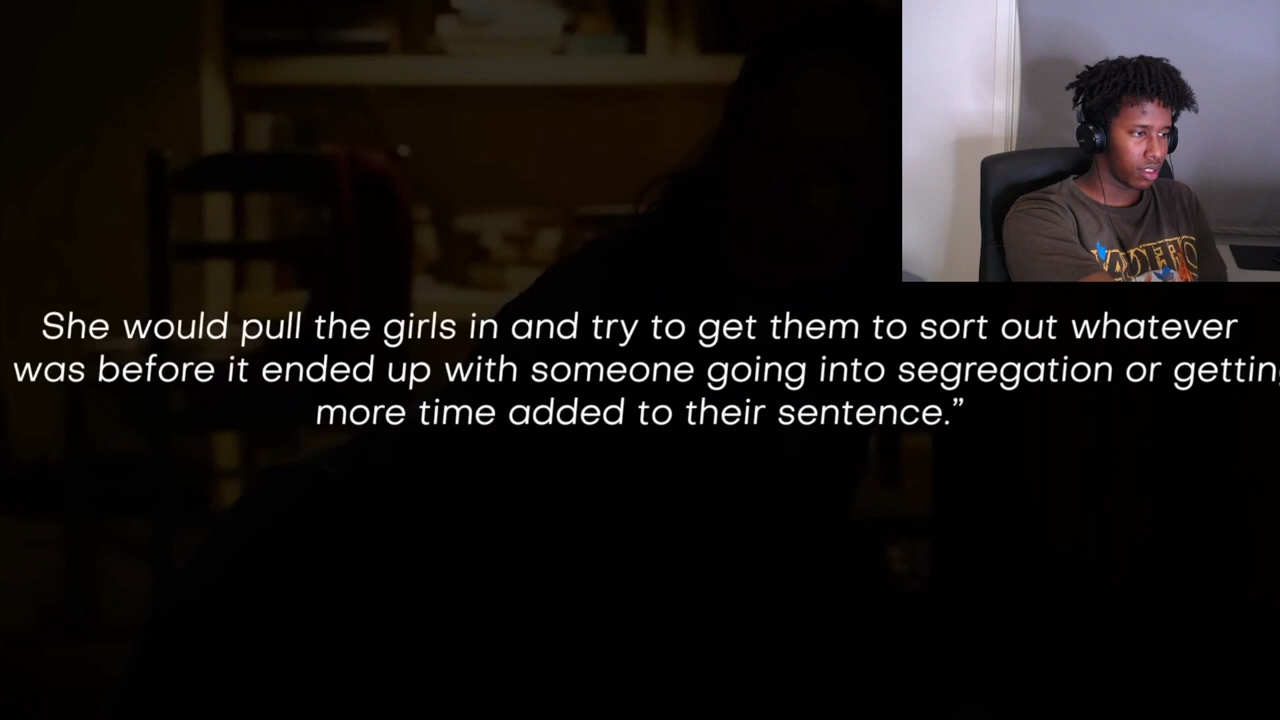 She would pull the girls in and try to get them to sort out whatever
was before it ended up with someone going into segregation or gettin
more time added to their sentence.”